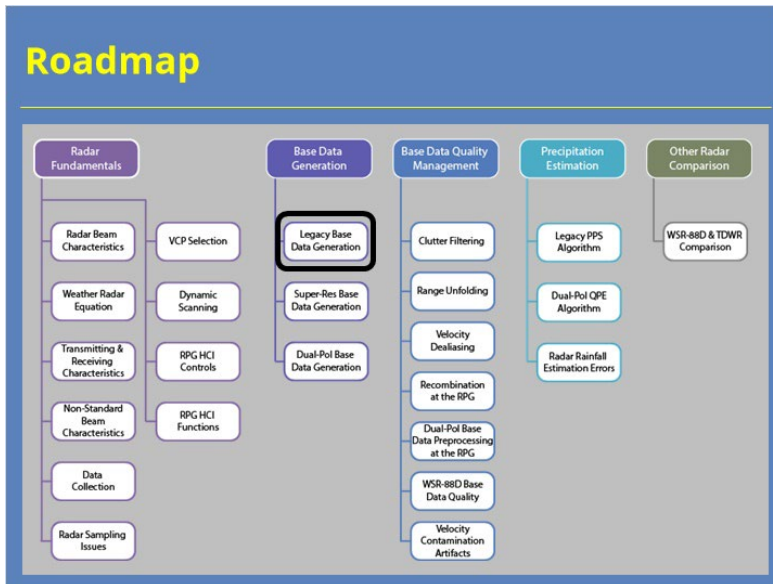 Roadmap
Radar
Fundamentals
Radar Beam
Characteristics
Weather Radar
Equation
Transmitting &
Receiving
Characteristics
Non-Standard
Beam
Characteristics
Data
Collection
Radar Sampling
Issues
VCP Selection
Dynamic
Scanning
RPG HCI
Controls
RPG HCI
Functions
Base Data
Generation
Legacy Base
Data Generation
Super-Res Base
Data Generation
Dual-Pol Base
Data Generation
Base Data Quality
Management
Clutter Filtering
Range Unfolding
Velocity
Dealiasing
Recombination
at the RPG
Dual-Pol Base
Data Preprocessing
at the RPG
WSR-88D Base
Data Quality
Velocity
Contamination
Artifacts
Precipitation
Estimation
Legacy PPS
Algorithm
Dual-Pol QPE
Algorithm
Radar Rainfall
Estimation Errors
Other Radar
Comparison
WSR-88D & TDWR
Comparison